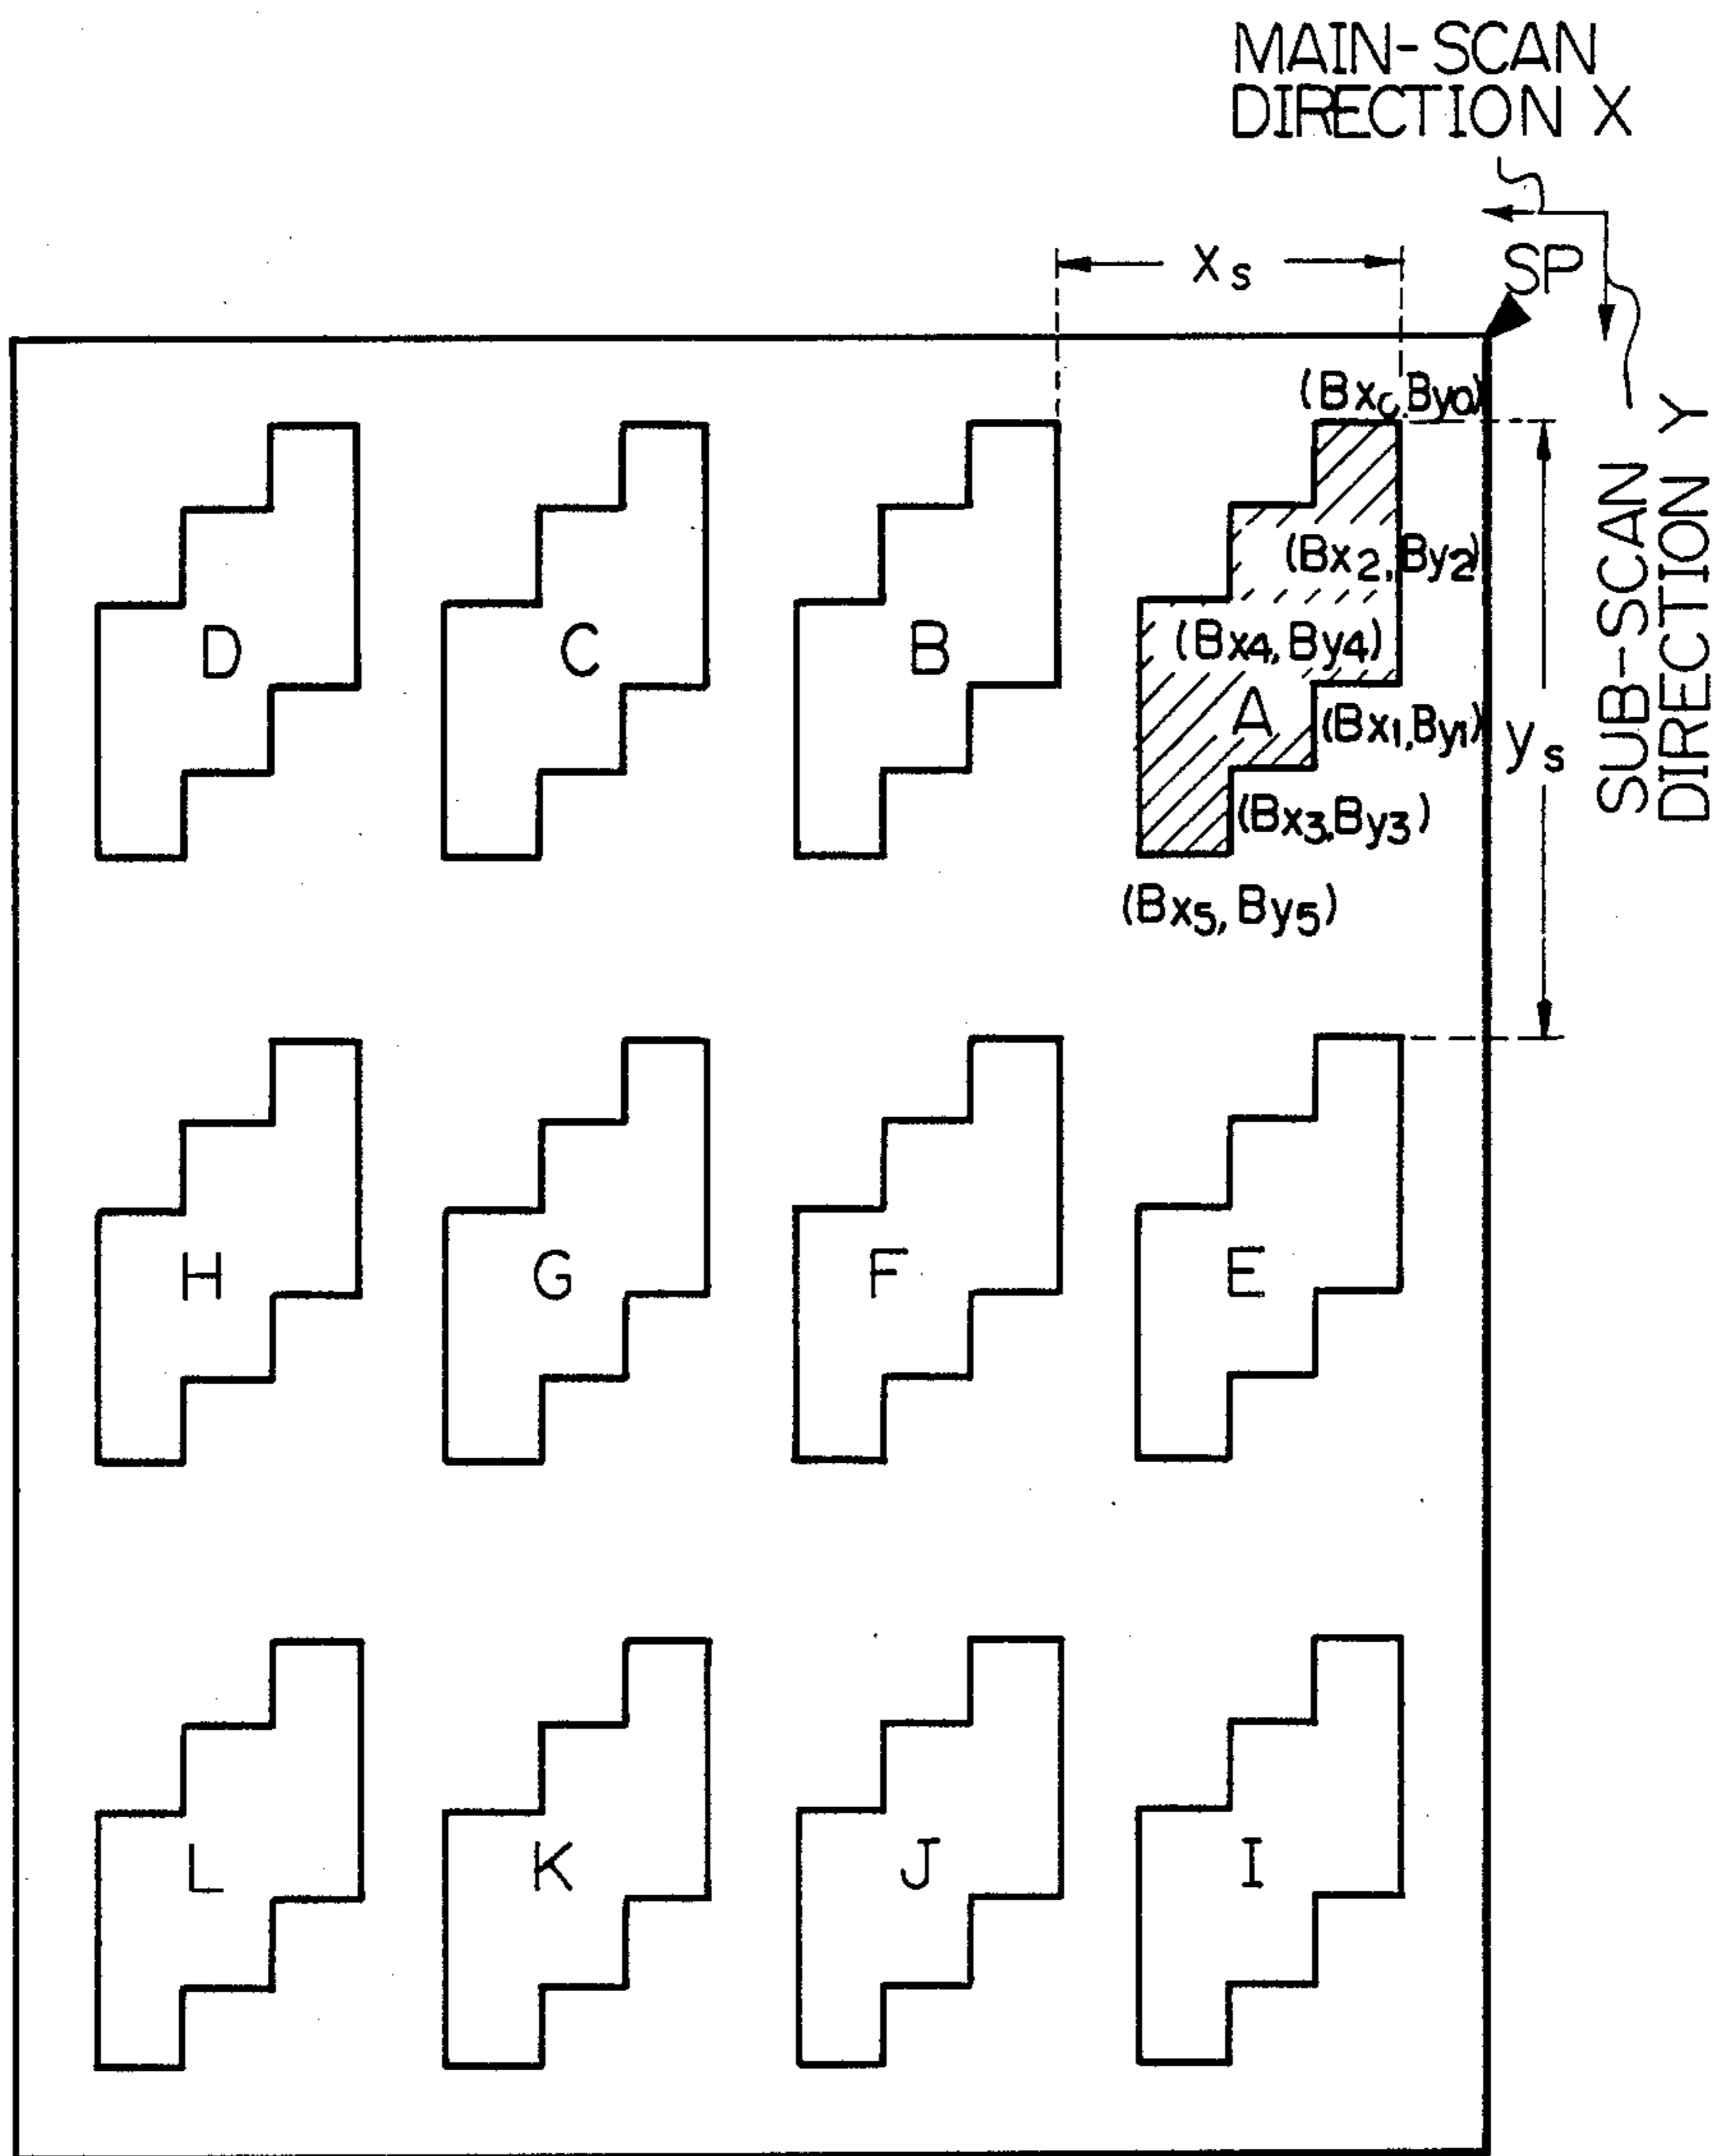 MAIN-SCAN
DIRECTION X
SP
xs
(Bx0,By0)
SUB-SCAN
DIRECTION Y
(Bx2,By2)
D
C
B
(Bx4,By4)
A
(Bx1,By1)
ys
(Bx3,By3)
(Bx5,By5)
H
G
F
E
L
K
J
I